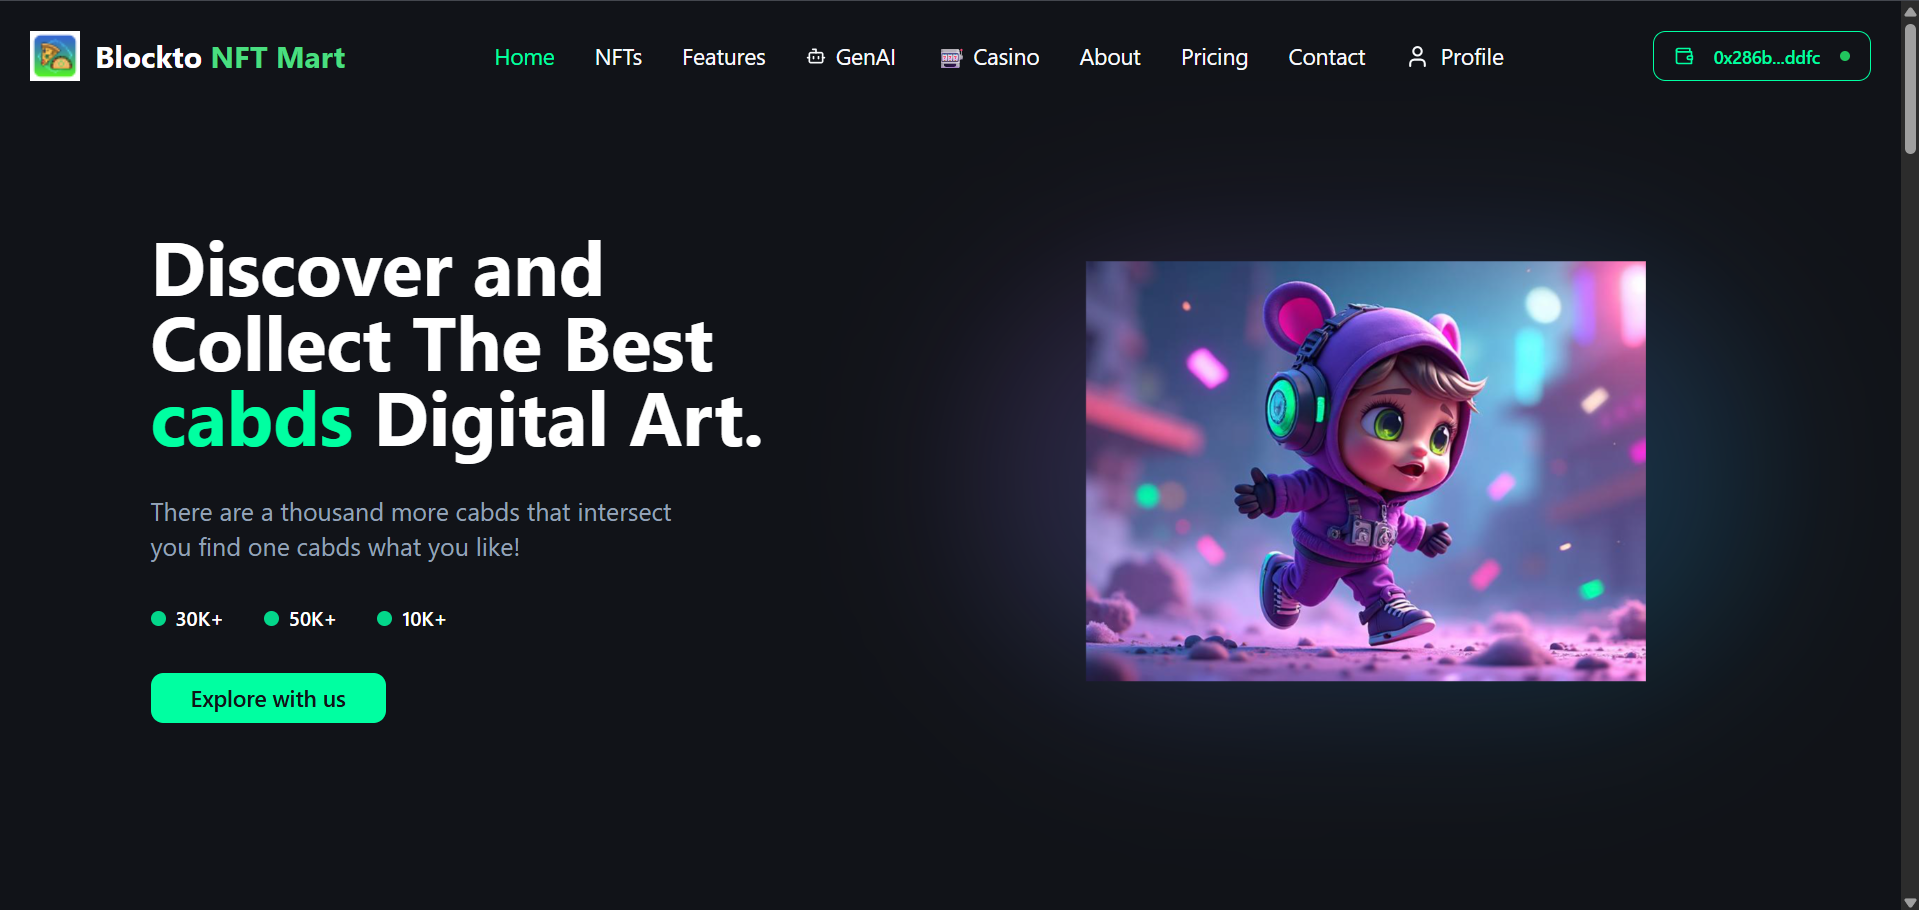 Blockto NFT Mart
Home NFTs Features GenAI Casino About Pricing Contact Profile
0x286b...ddfc
Discover and
Collect The Best
cabds Digital Art.
There are a thousand more cabds that intersect
you find one cabds what you like!
30K+ 50K+ 10K+
Explore with us